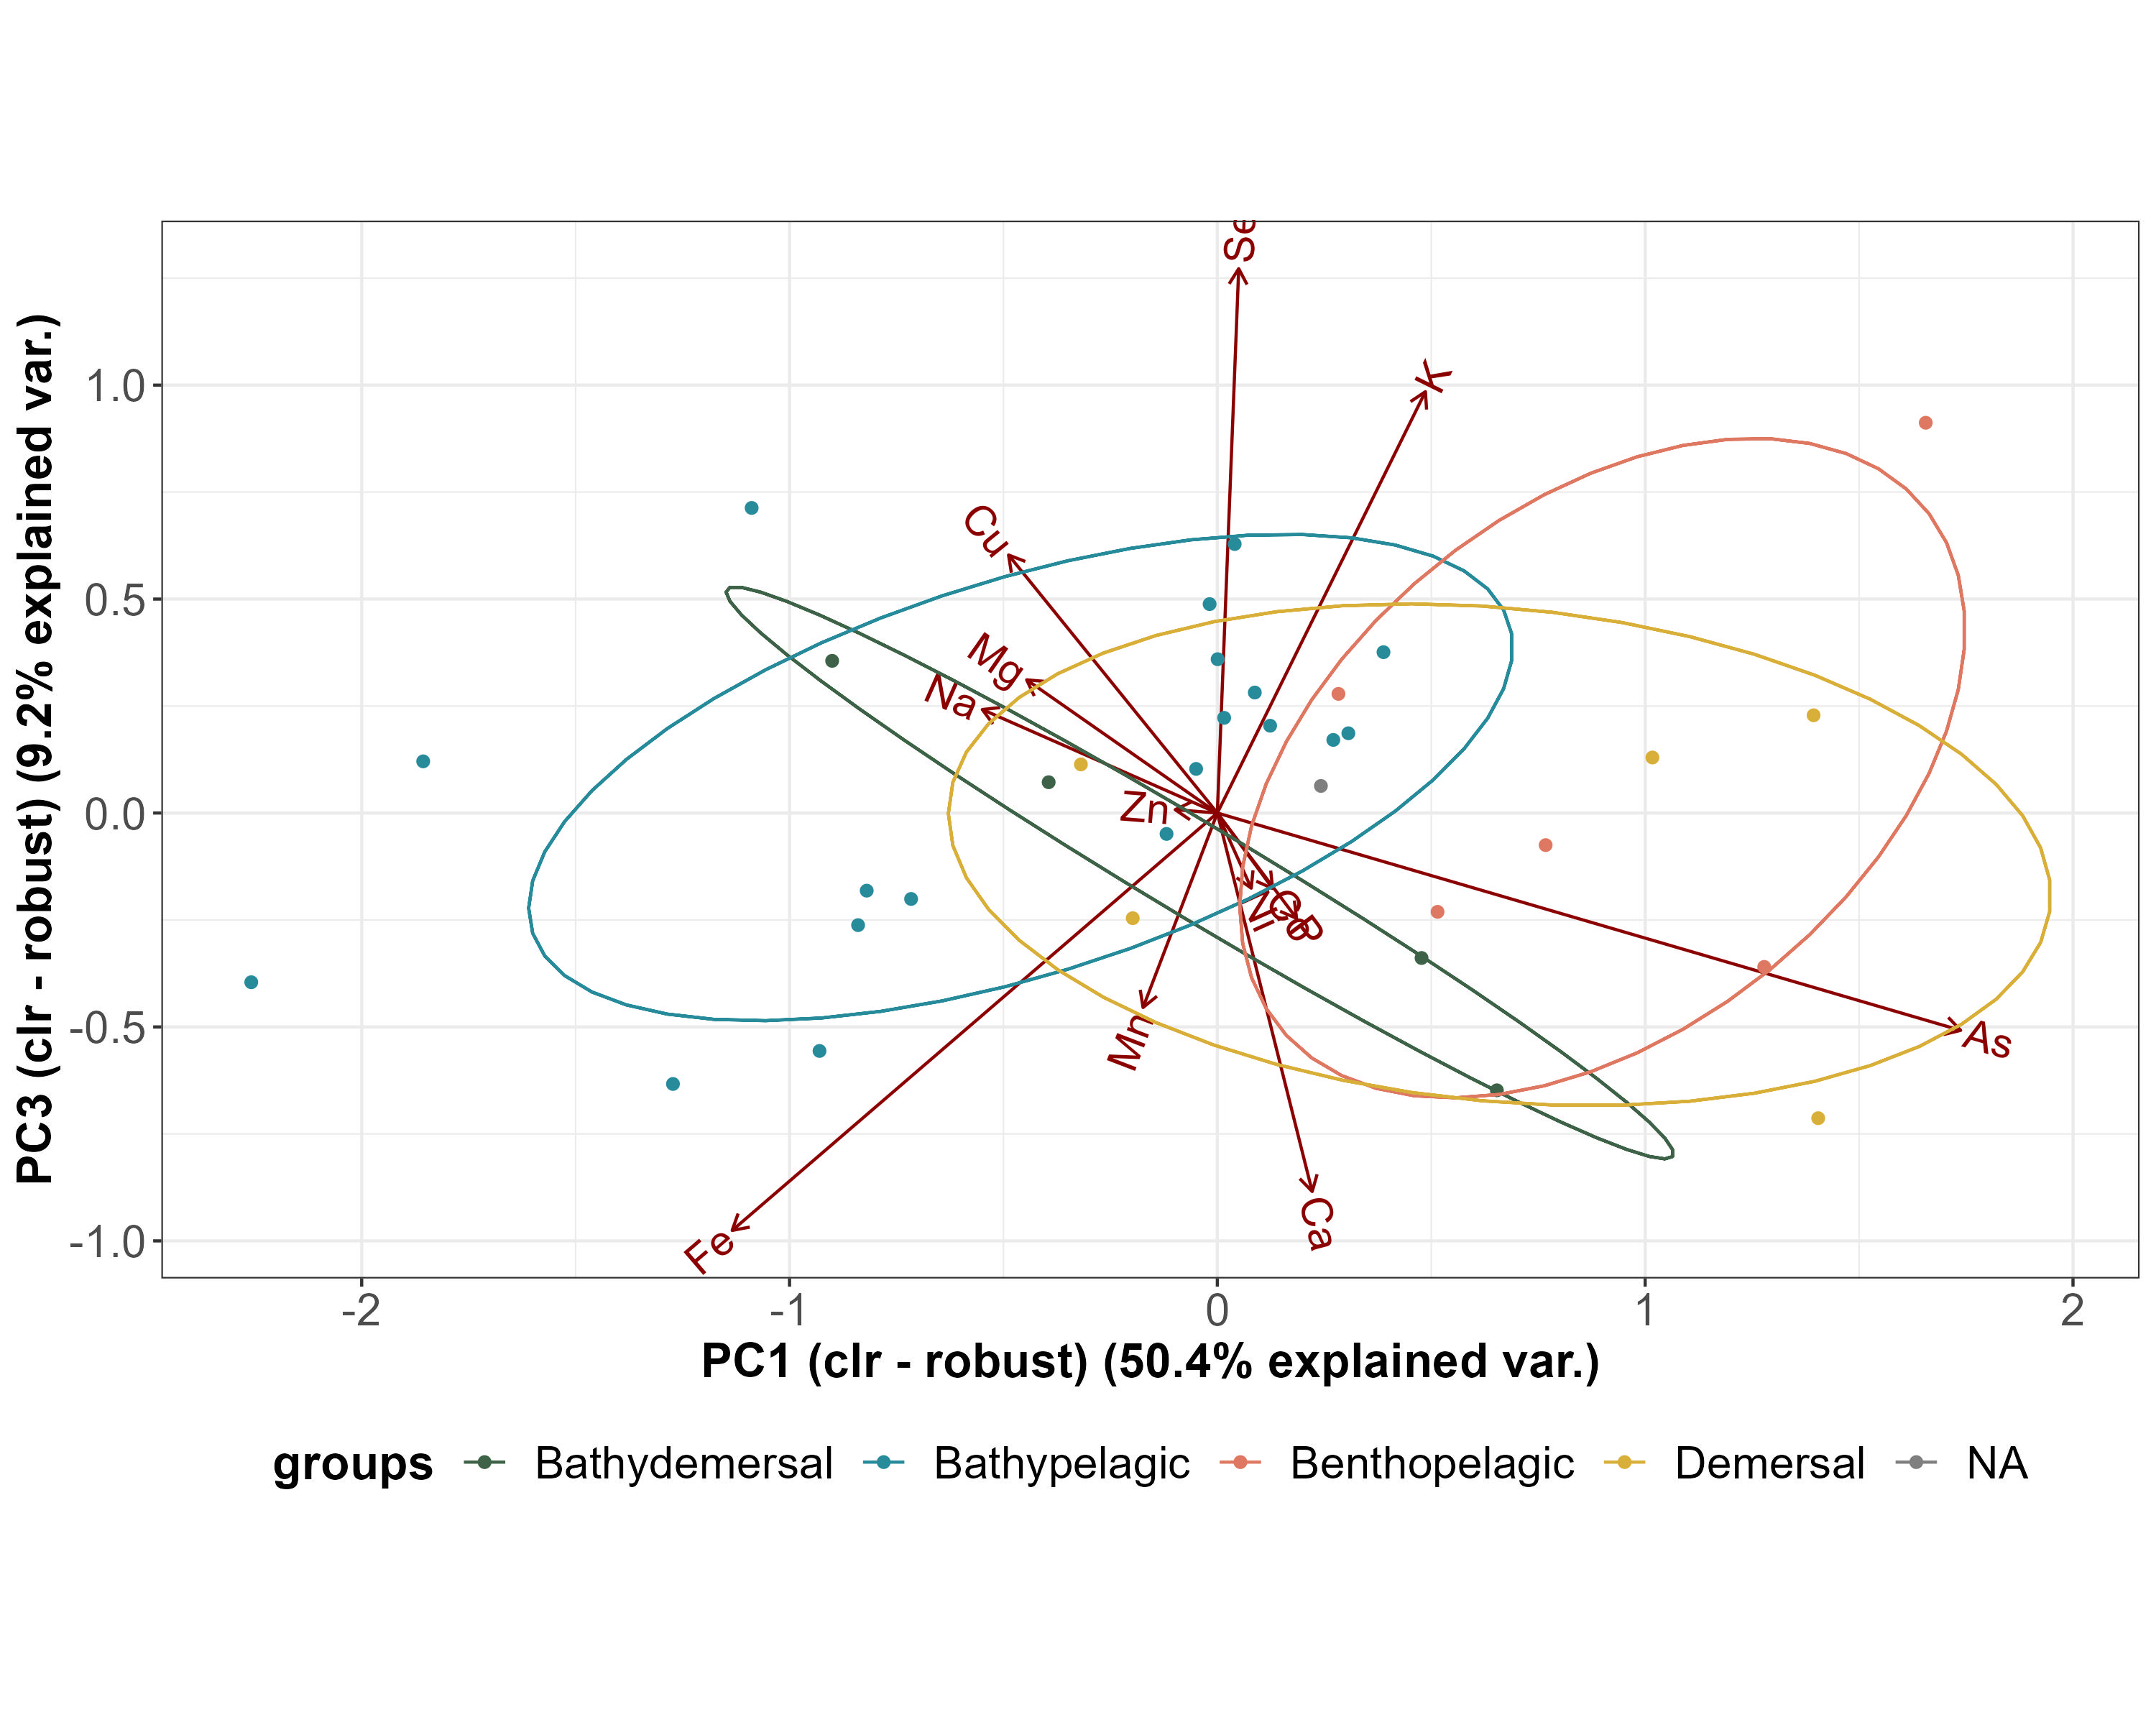 Se
K
Cu
Mg
Na
Zn
Mn
As
Ca
Fe
1.0
0.5
0.0
-0.5
-1.0
-2
-1
0
1
2
PC3 (clr - robust) (9.2% explained var.)
PC1 (clr - robust) (50.4% explained var.)
groups Bathydemersal Bathypelagic Benthopelagic Demersal NA